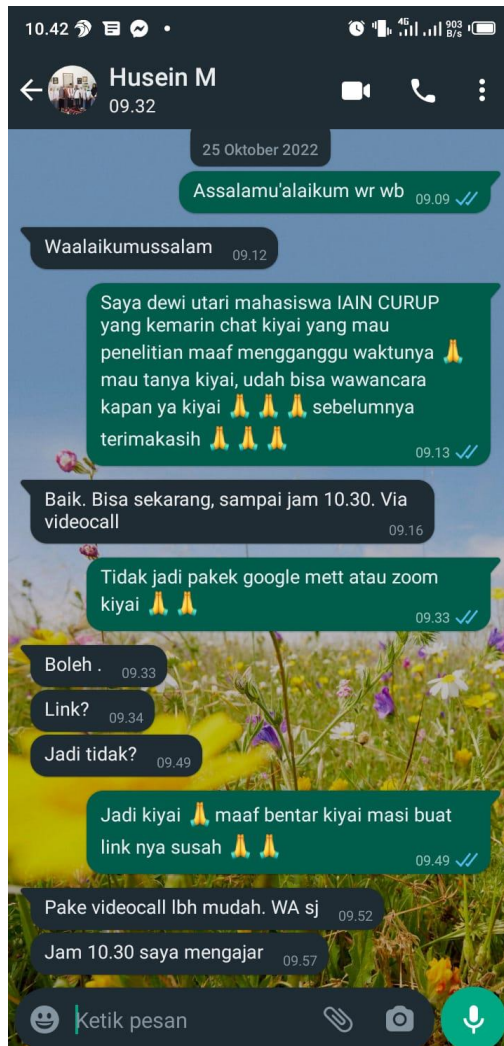 10.42
45
903
B/s
Husein M
09.32
25 Oktober 2022
Assalamu'alaikum wr wb 09.09
Waalaikumussalam 09.12
Saya dewi utari mahasiswa IAIN CURUP
yang kemarin chat kiyai yang mau
penelitian maaf mengganggu waktunya 🙏
mau tanya kiyai, udah bisa wawancara
kapan ya kiyai 🙏 🙏 🙏 sebelumnya
terimakasih 🙏 🙏 🙏 09.13
Baik. Bisa sekarang, sampai jam 10.30. Via
videocall 09.16
Tidak jadi pakek google mett atau zoom
kiyai 🙏 🙏 09.33
Boleh . 09.33
Link? 09.34
Jadi tidak? 09.49
Jadi kiyai 🙏 maaf bentar kiyai masi buat
link nya susah 🙏 🙏 09.49
Pake videocall lbh mudah. WA sj 09.52
Jam 10.30 saya mengajar 09.57
Ketik pesan